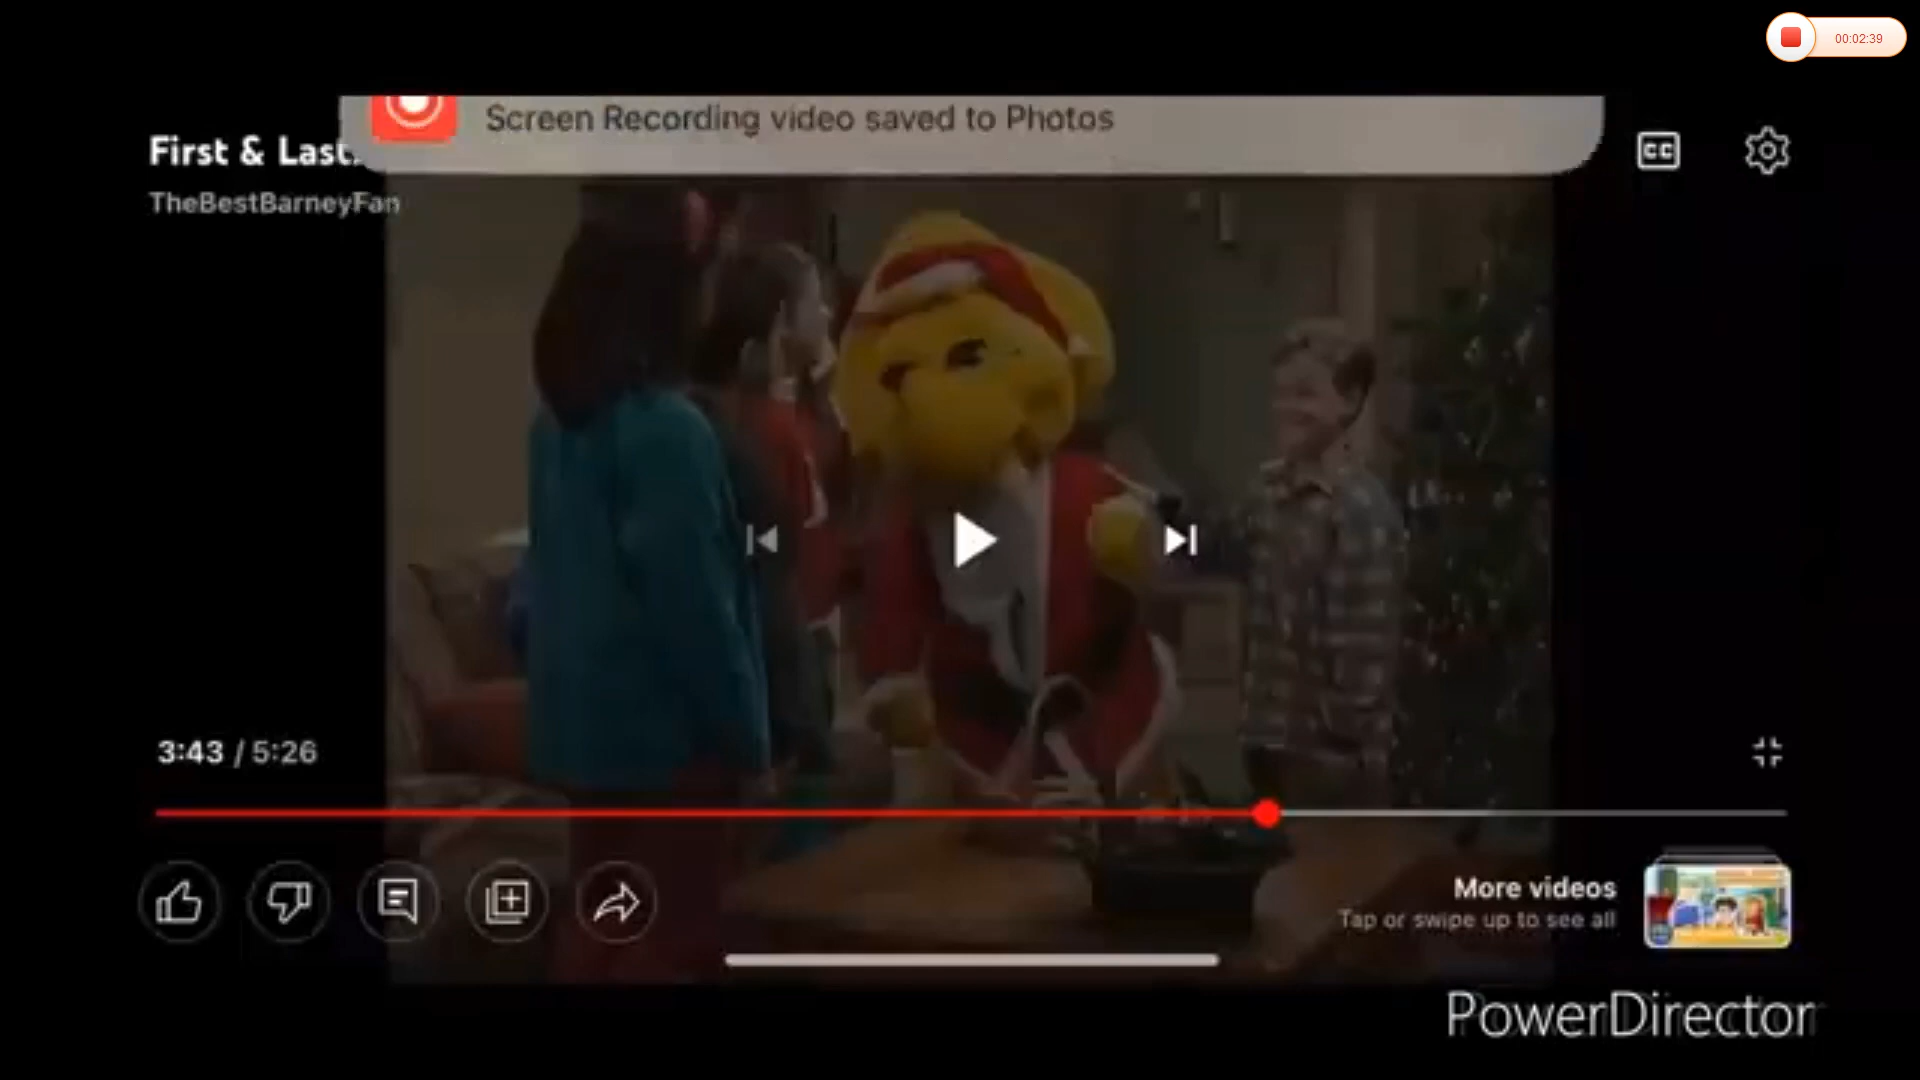 00:02:39
Screen Recording video saved to Photos
First & Last
CC
TheBestBarneyFan
3:43 / 5:26
More videos
Tap or swipe up to see all
PowerDirector